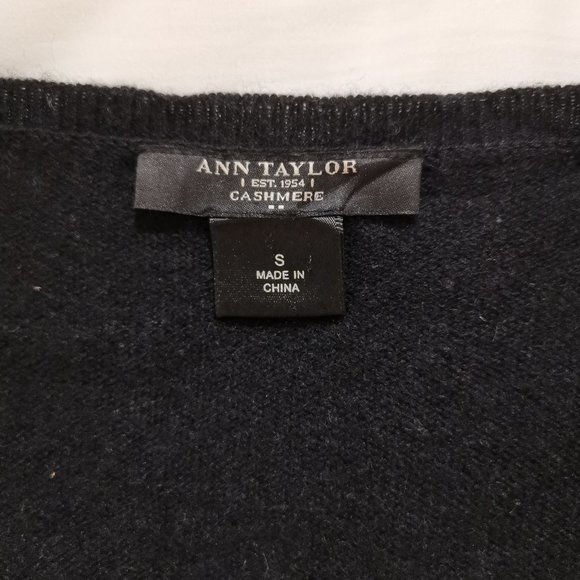 ANN TAYLOR
EST. 1954
CASHMERE
S
MADE IN
CHINA